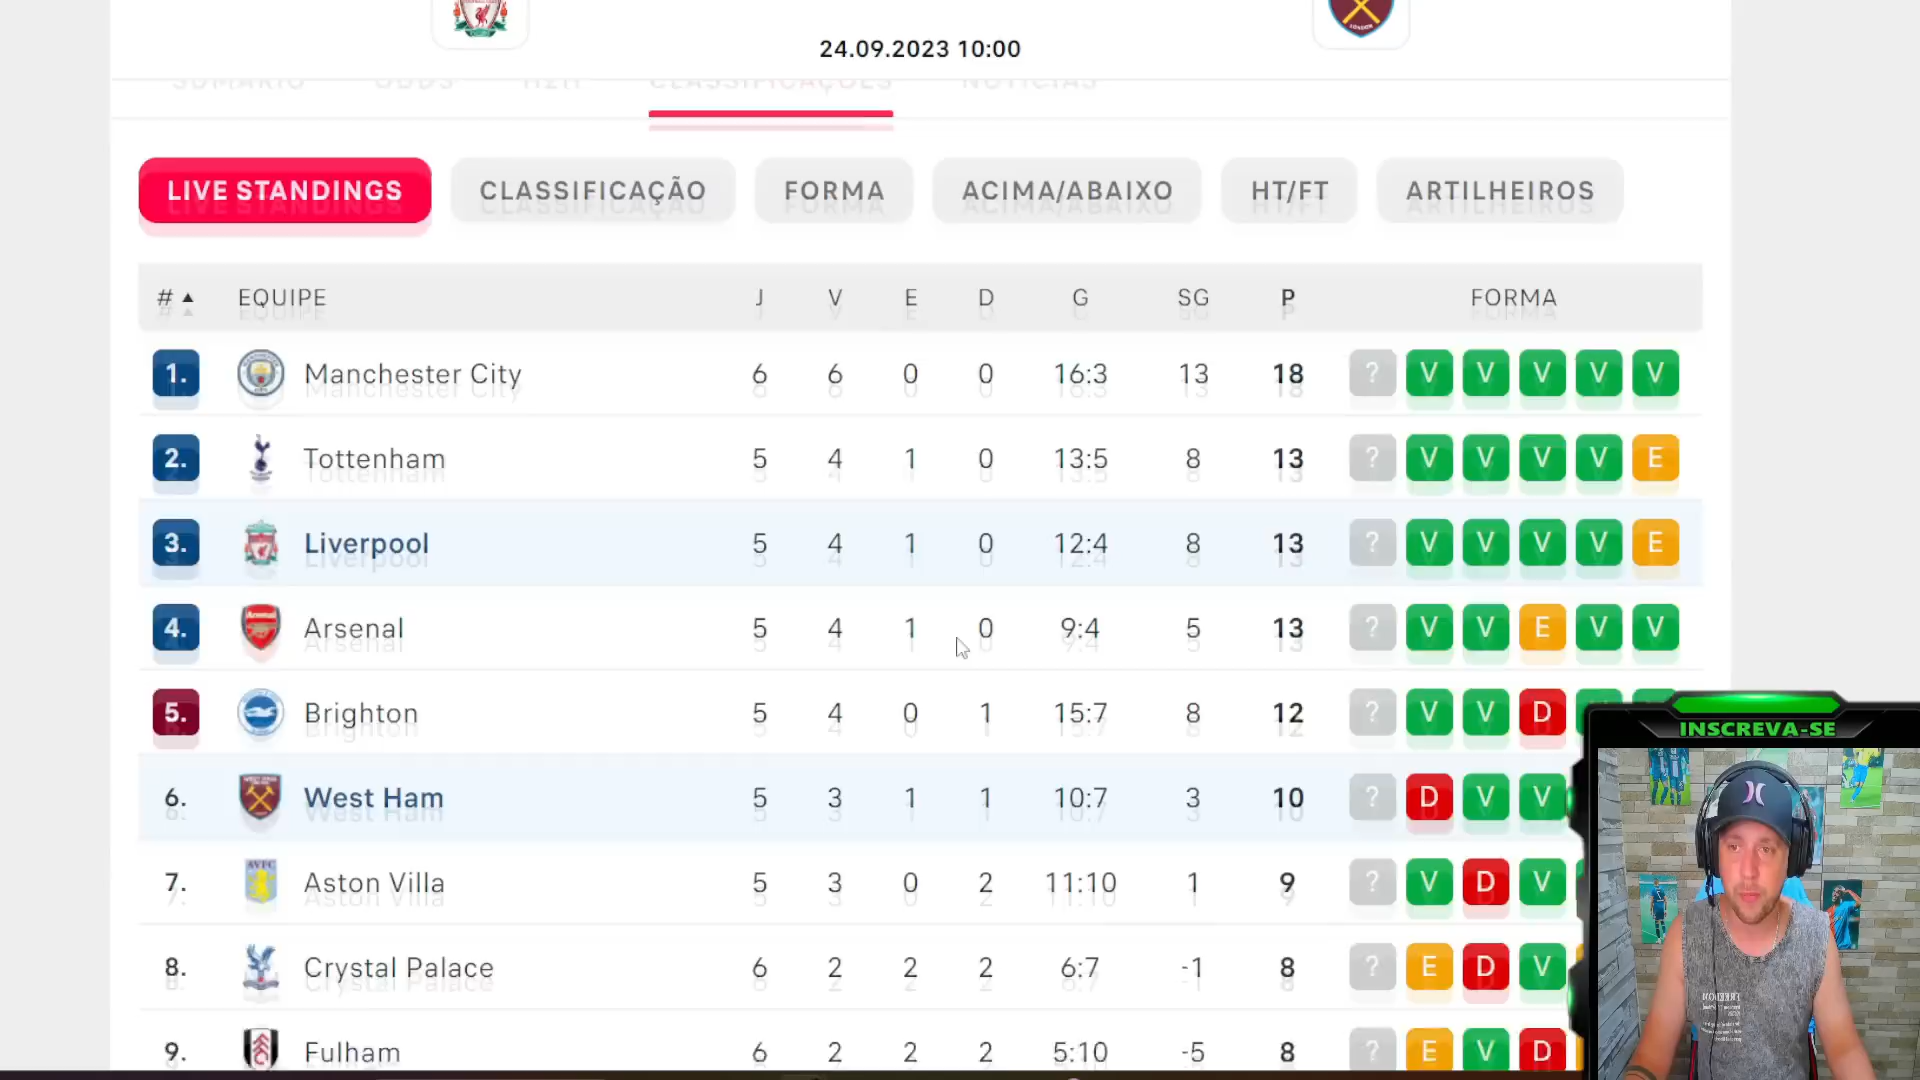 24.09.2023 10:00
SUMÁRIO ODDS H2H CLASSIFICAÇÕES NOTÍCIAS
LIVE STANDINGS CLASSIFICAÇÃO FORMA ACIMA/ABAIXO HT/FT ARTILHEIROS
# ▲ EQUIPE J V E D G SG P FORMA
1. Manchester City 6 6 0 0 16:3 13 18 ? V V V V V
2. Tottenham 5 4 1 0 13:5 8 13 ? V V V V E
3. Liverpool 5 4 1 0 12:4 8 13 ? V V V V E
4. Arsenal 5 4 1 0 9:4 5 13 ? V V E V V
5. Brighton 5 4 0 1 15:7 8 12 ? V V D
6. West Ham 5 3 1 1 10:7 3 10 ? D V V
7. Aston Villa 5 3 0 2 11:10 1 9 ? V D V
8. Crystal Palace 6 2 2 2 6:7 -1 8 ? E D V
9. Fulham 6 2 2 2 5:10 -5 8 ? E V D
INSCREVA-SE